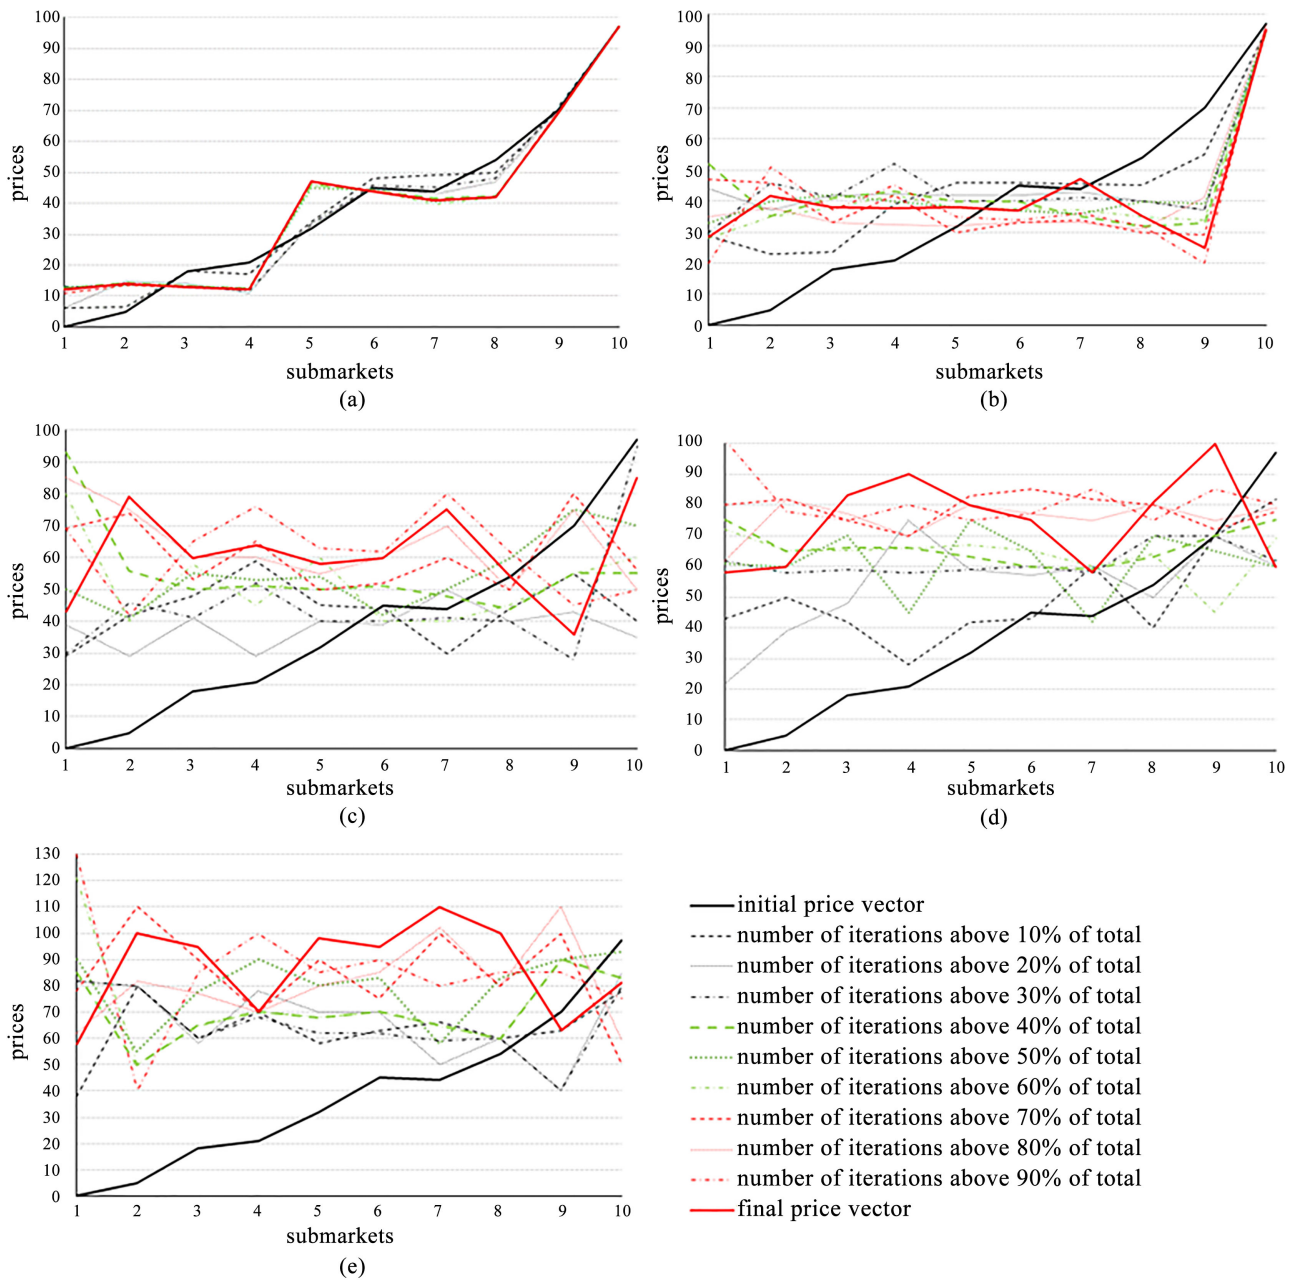 100
90
80
70
60
50
40
30
20
10
0
prices
1 2 3 4 5 6 7 8 9 10
submarkets
(a)
100
90
80
70
60
50
40
30
20
10
0
prices
1 2 3 4 5 6 7 8 9 10
submarkets
(b)
100
90
80
70
60
50
40
30
20
10
0
prices
1 2 3 4 5 6 7 8 9 10
submarkets
(c)
100
90
80
70
60
50
40
30
20
10
0
prices
1 2 3 4 5 6 7 8 9 10
submarkets
(d)
130
120
110
100
90
80
70
60
50
40
30
20
10
0
prices
1 2 3 4 5 6 7 8 9 10
submarkets
(e)
initial price vector
number of iterations above 10% of total
number of iterations above 20% of total
number of iterations above 30% of total
number of iterations above 40% of total
number of iterations above 50% of total
number of iterations above 60% of total
number of iterations above 70% of total
number of iterations above 80% of total
number of iterations above 90% of total
final price vector